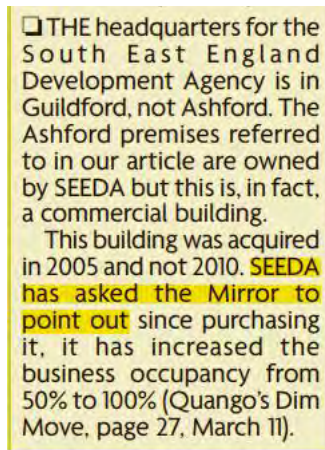 ❑ THE headquarters for the
South East England
Development Agency is in
Guildford, not Ashford. The
Ashford premises referred
to in our article are owned
by SEEDA but this is, in fact,
a commercial building.
This building was acquired
in 2005 and not 2010. SEEDA
has asked the Mirror to
point out since purchasing
it, it has increased the
business occupancy from
50% to 100% (Quango's Dim
Move, page 27, March 11).